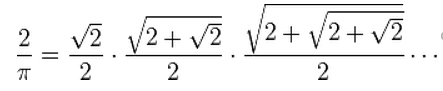 2/π = √2/2 · √(2 + √2)/2 · √(2 + √(2 + √2))/2 ⋯